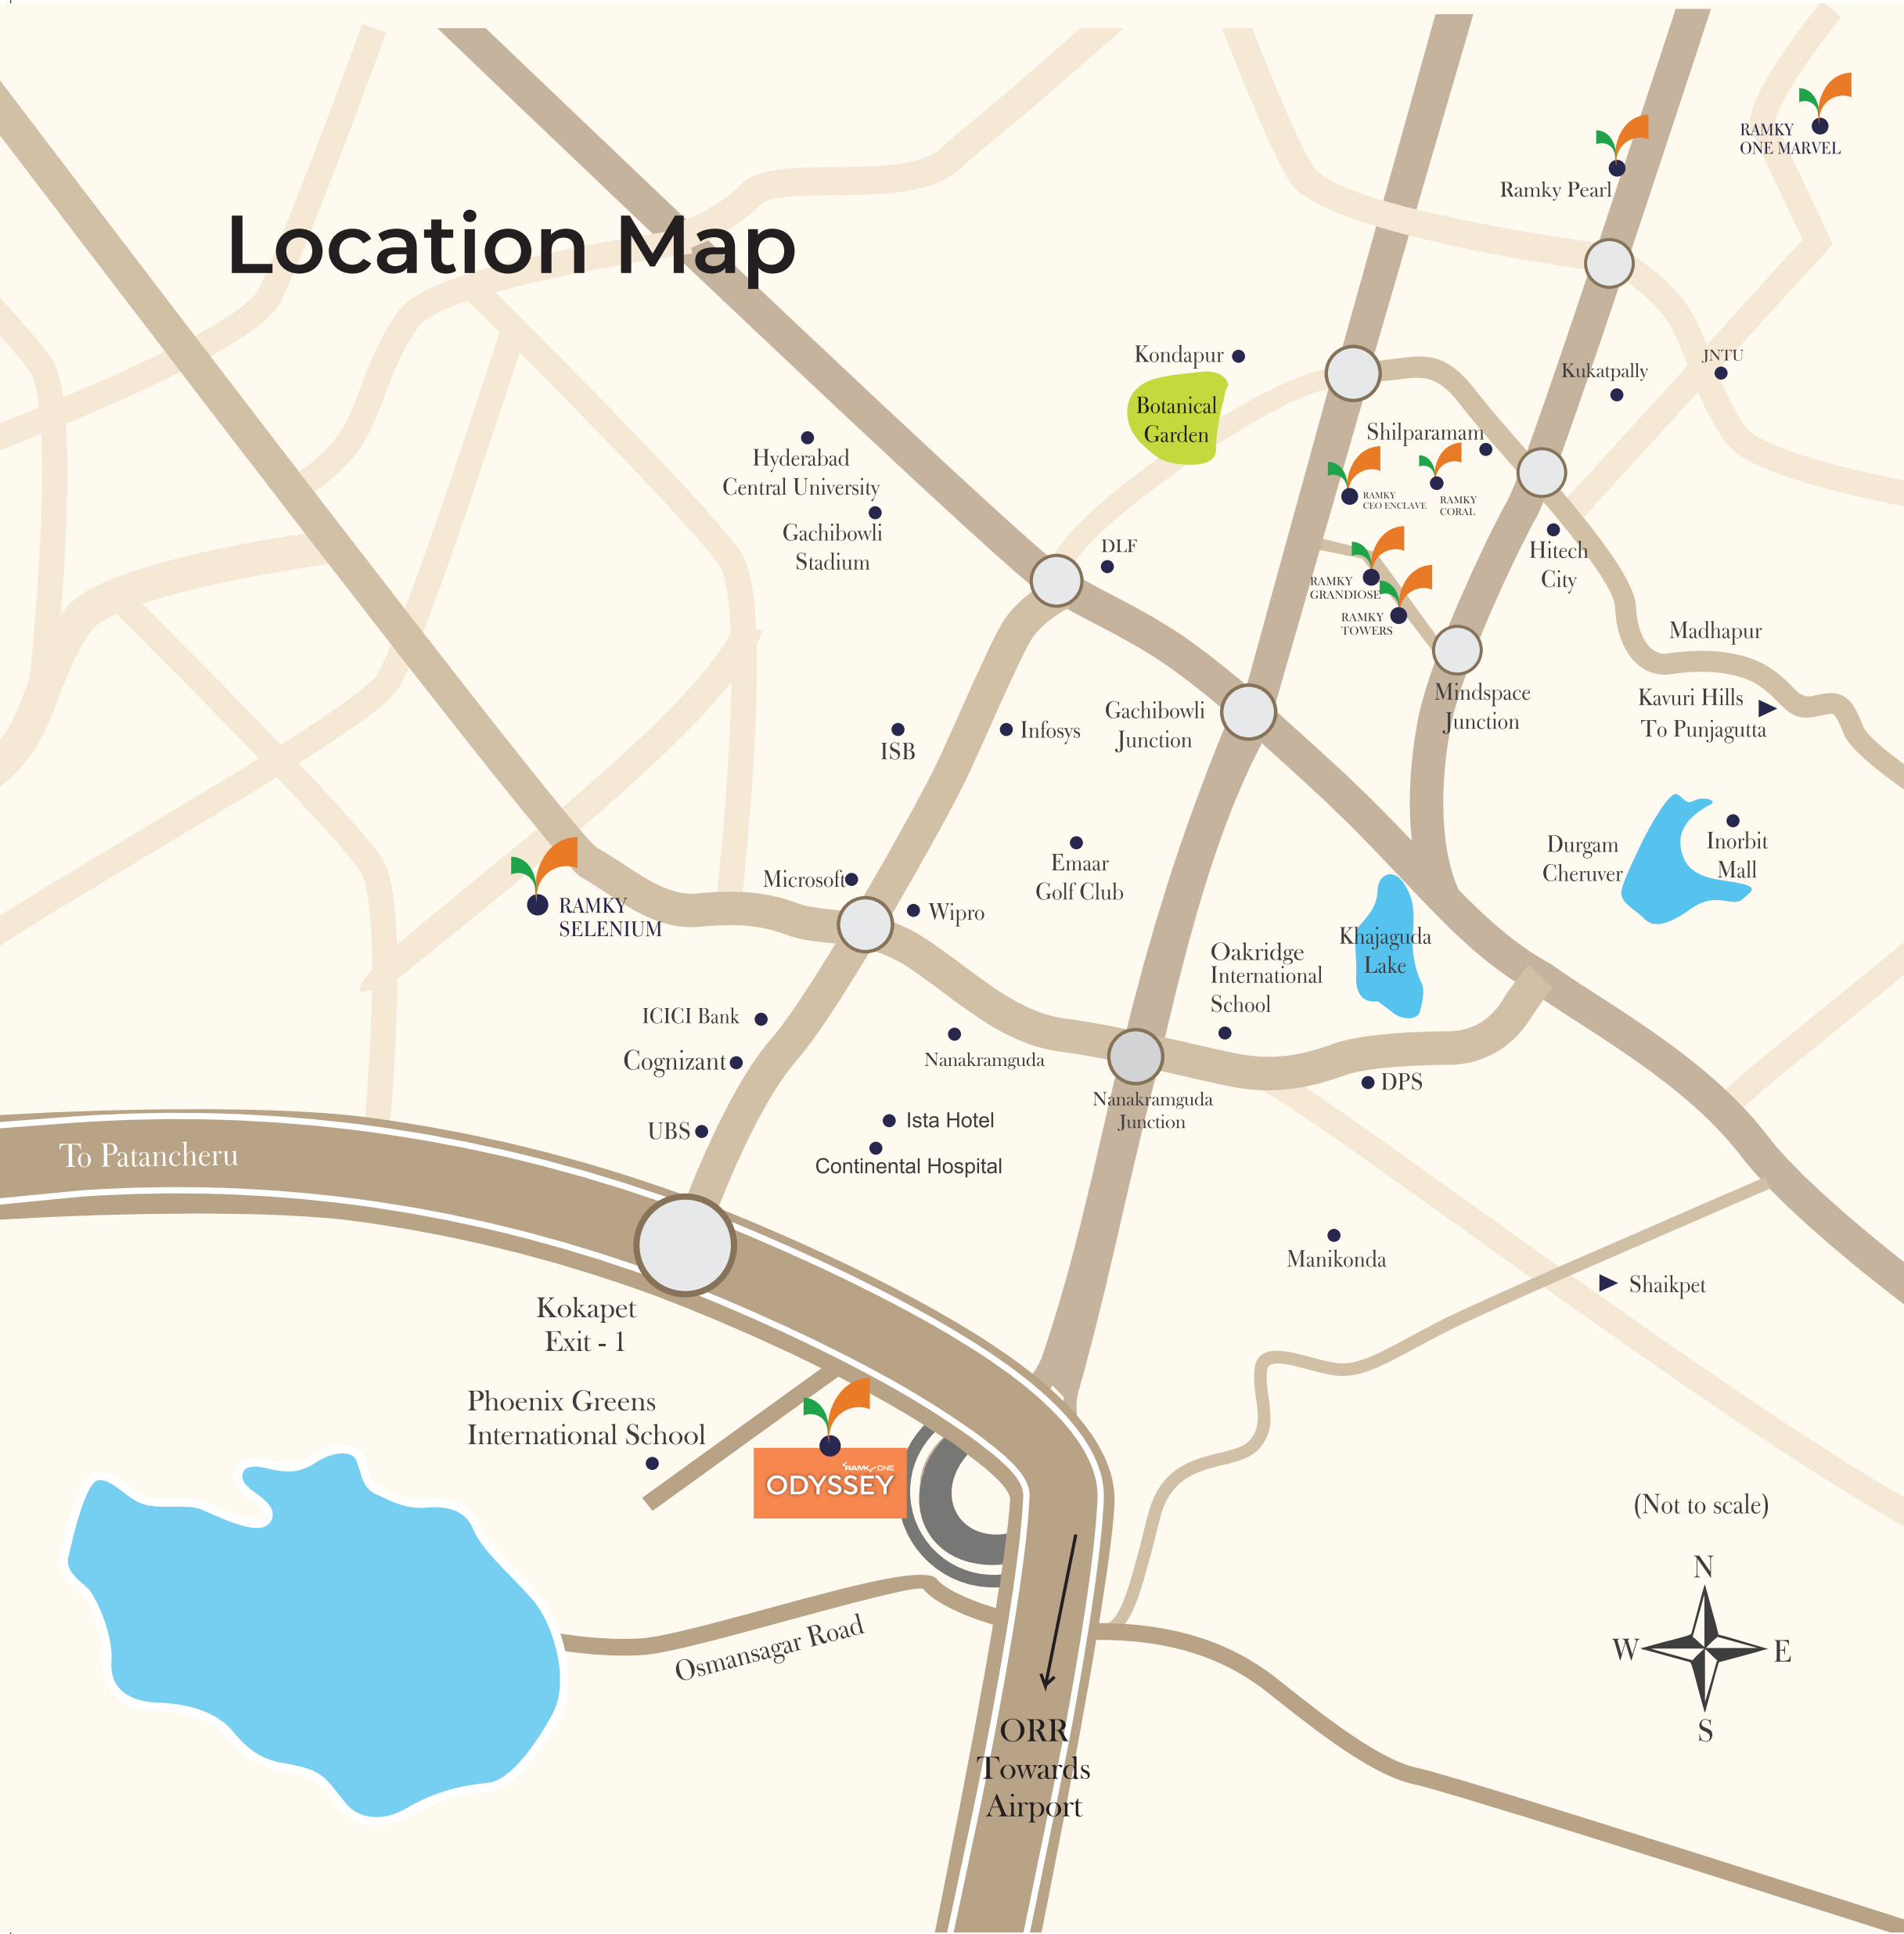 Location Map
RAMKY
ONE MARVEL
Ramky Pearl
Kondapur
Botanical
Garden
Kukatpally
JNTU
Shilparamam
RAMKY
CEO ENCLAVE
RAMKY
CORAL
Hyderabad
Central University
Gachibowli
Stadium
DLF
Hitech
City
RAMKY
GRANDIOSE
RAMKY
TOWERS
Madhapur
Mindspace
Junction
Kavuri Hills
To Punjagutta
Gachibowli
Junction
ISB
Infosys
Durgam
Cheruver
Inorbit
Mall
Emaar
Golf Club
Microsoft
Wipro
RAMKY
SELENIUM
Khajaguda
Lake
Oakridge
International
School
ICICI Bank
Cognizant
Nanakramguda
DPS
Nanakramguda
Junction
UBS
Ista Hotel
Continental Hospital
To Patancheru
Manikonda
Shaikpet
Kokapet
Exit - 1
Phoenix Greens
International School
RAMKY ONE
ODYSSEY
(Not to scale)
N
W
E
S
Osmansagar Road
ORR
Towards
Airport